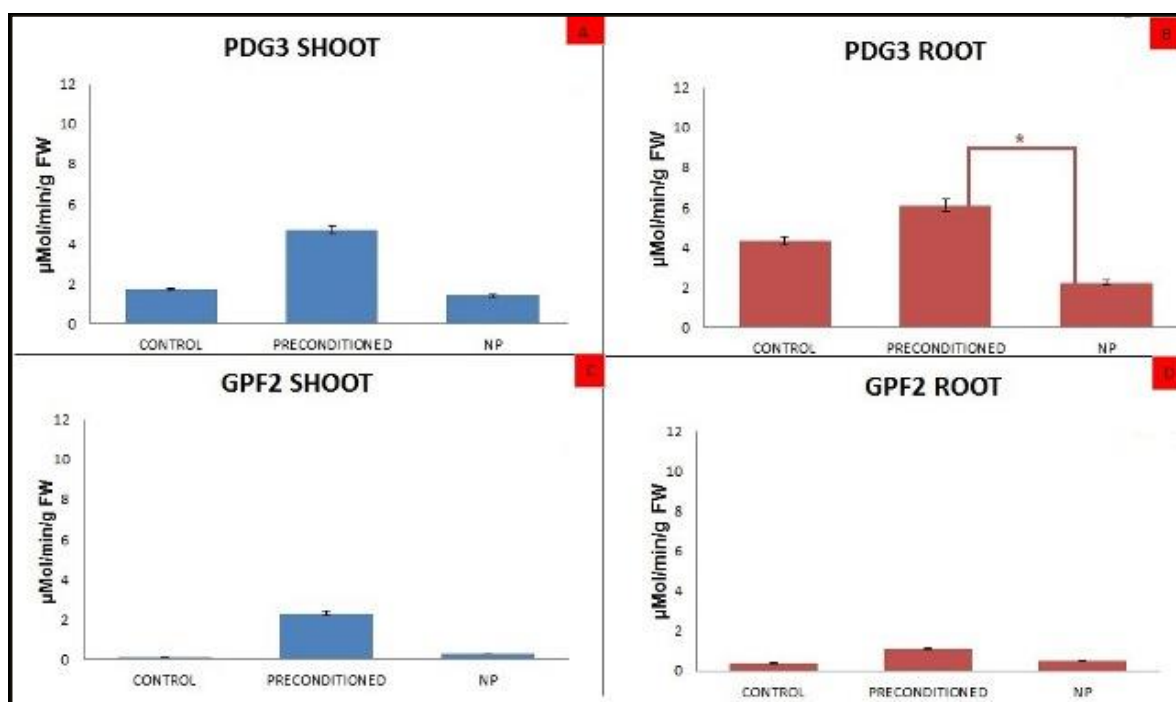 A
PDG3 SHOOT
12
10
8
6
4
2
0
µMol/min/g FW
CONTROL PRECONDITIONED NP
B
PDG3 ROOT
12
10
8
6
4
2
0
µMol/min/g FW
*
CONTROL PRECONDITIONED NP
C
GPF2 SHOOT
12
10
8
6
4
2
0
µMol/min/g FW
CONTROL PRECONDITIONED NP
D
GPF2 ROOT
12
10
8
6
4
2
0
µMol/min/g FW
CONTROL PRECONDITIONED NP